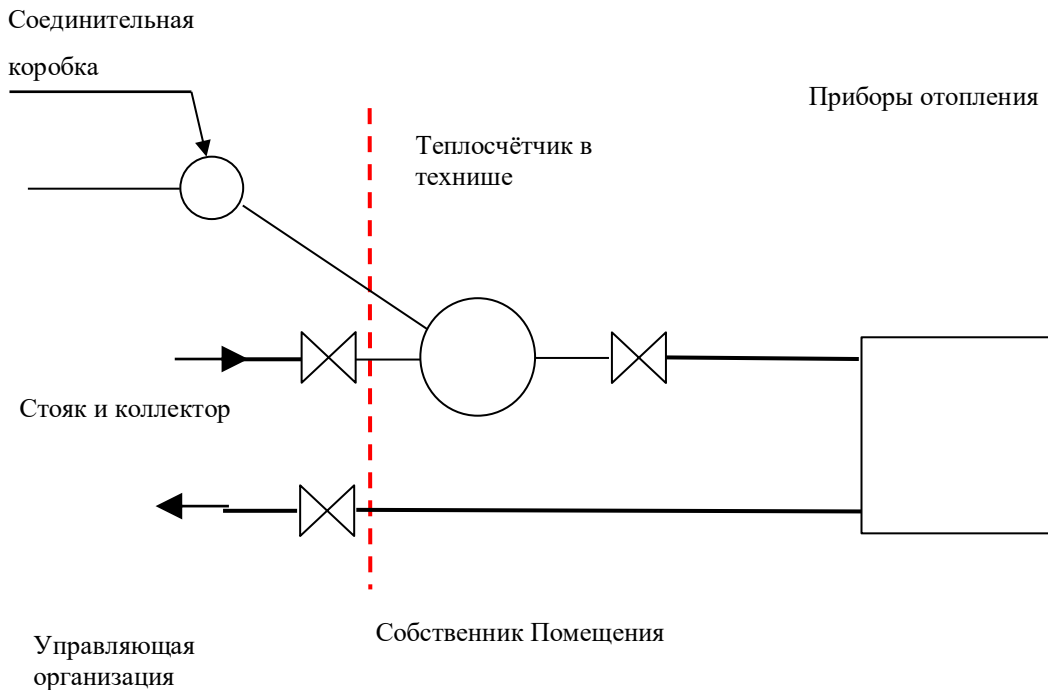 Соединительная
коробка
Приборы отопления
Теплосчётчик в
технише
Стояк и коллектор
Собственник Помещения
Управляющая
организация